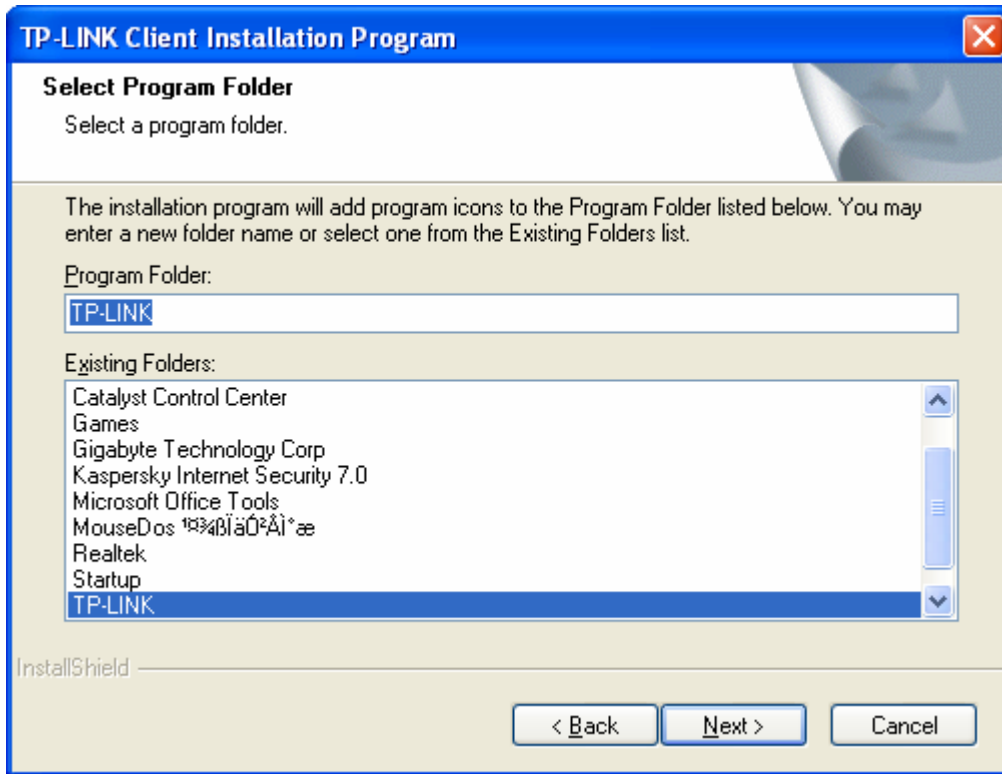 TP-LINK Client Installation Program
Select Program Folder
Select a program folder.
The installation program will add program icons to the Program Folder listed below. You may
enter a new folder name or select one from the Existing Folders list.
Program Folder:
TP-LINK
Existing Folders:
Catalyst Control Center
Games
Gigabyte Technology Corp
Kaspersky Internet Security 7.0
Microsoft Office Tools
MouseDos ¹¤¾ßÏäÓ²ÅÌ°æ
Realtek
Startup
TP-LINK
InstallShield
< Back
Next >
Cancel